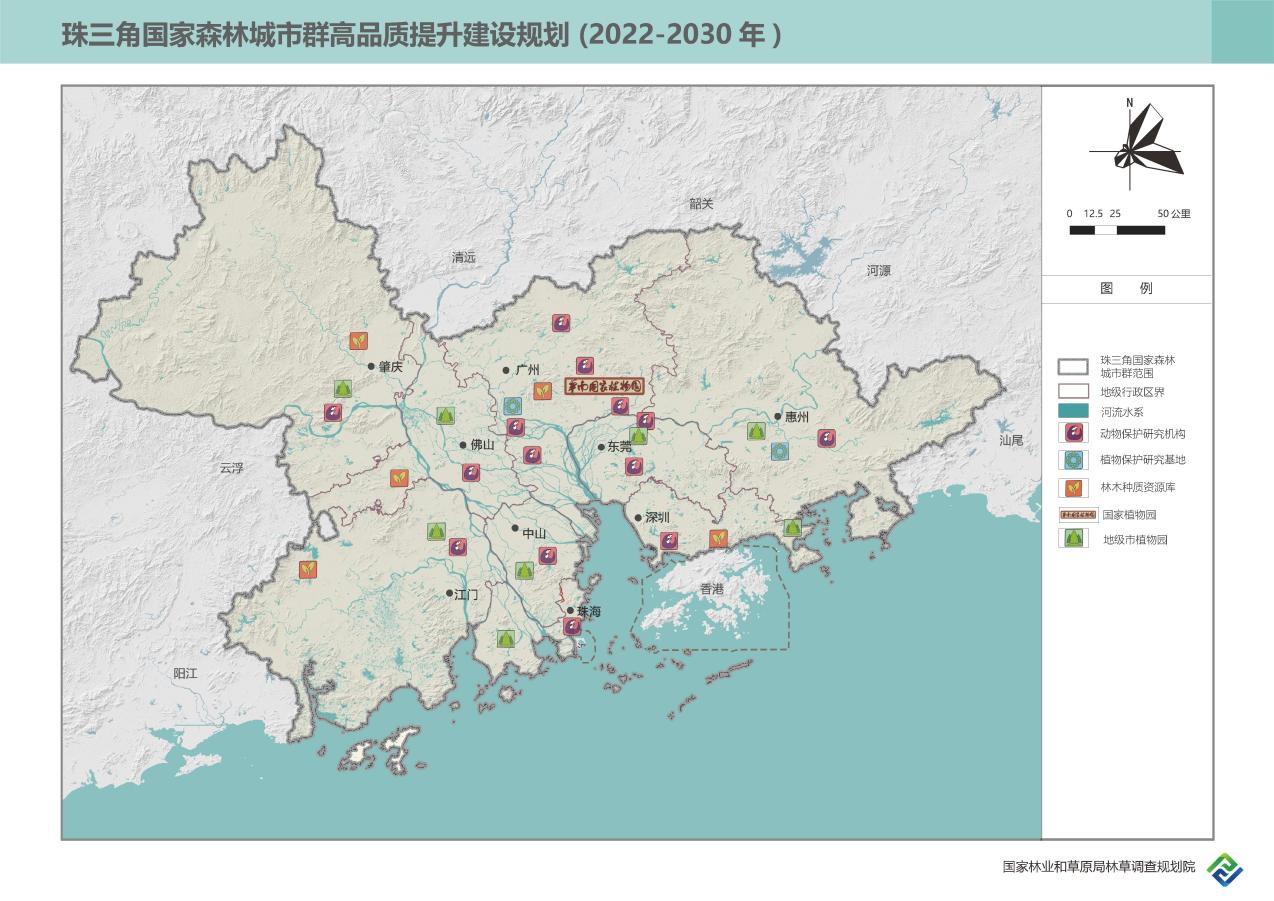 珠三角国家森林城市群高品质提升建设规划 (2022-2030 年 )
N
0 12.5 25 50 公里
图 例
珠三角国家森林
城市群范围
地级行政区界
河流水系
动物保护研究机构
植物保护研究基地
林木种质资源库
国家植物园
地级市植物园
韶关
清远
河源
广州
肇庆
华南国家植物园
惠州
佛山
东莞
汕尾
云浮
深圳
中山
香港
江门
珠海
阳江
国家林业和草原局林草调查规划院